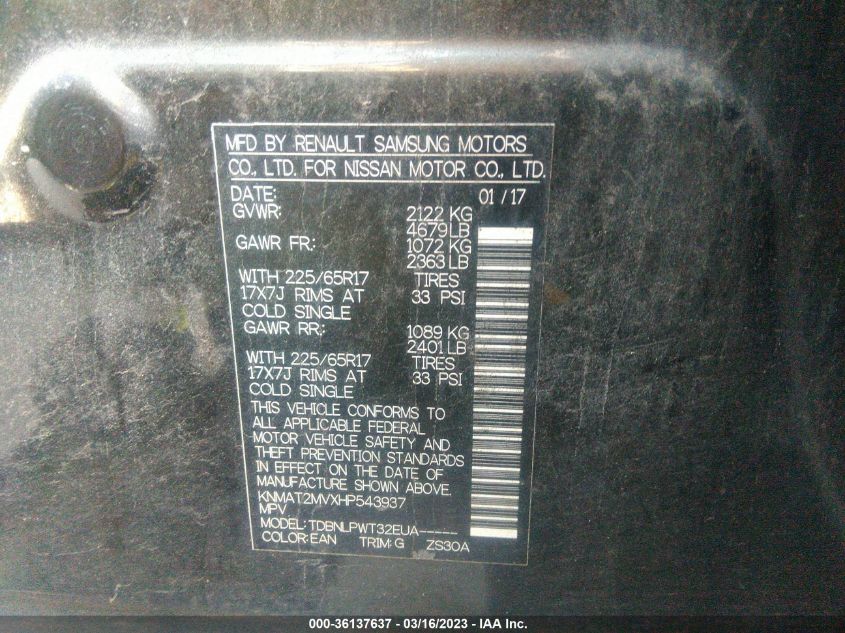 MFD BY RENAULT SAMSUNG MOTORS
CO., LTD. FOR NISSAN MOTOR CO., LTD.
DATE: 01 / 17
GVWR: 2122 KG
4679 LB
GAWR FR.: 1072 KG
2363 LB
WITH 225/65R17 TIRES
17X7J RIMS AT 33 PSI
COLD SINGLE
GAWR RR.: 1089 KG
2401 LB
WITH 225/65R17 TIRES
17X7J RIMS AT 33 PSI
COLD SINGLE
THIS VEHICLE CONFORMS TO
ALL APPLICABLE FEDERAL
MOTOR VEHICLE SAFETY AND
THEFT PREVENTION STANDARDS
IN EFFECT ON THE DATE OF
MANUFACTURE SHOWN ABOVE.
KNMAT2MVXHP543937
MPV
MODEL: TDBNLPWT32EUA-----
COLOR: EAN TRIM: G ZS30A
000-36137637 - 03/16/2023 - © IAA Inc.